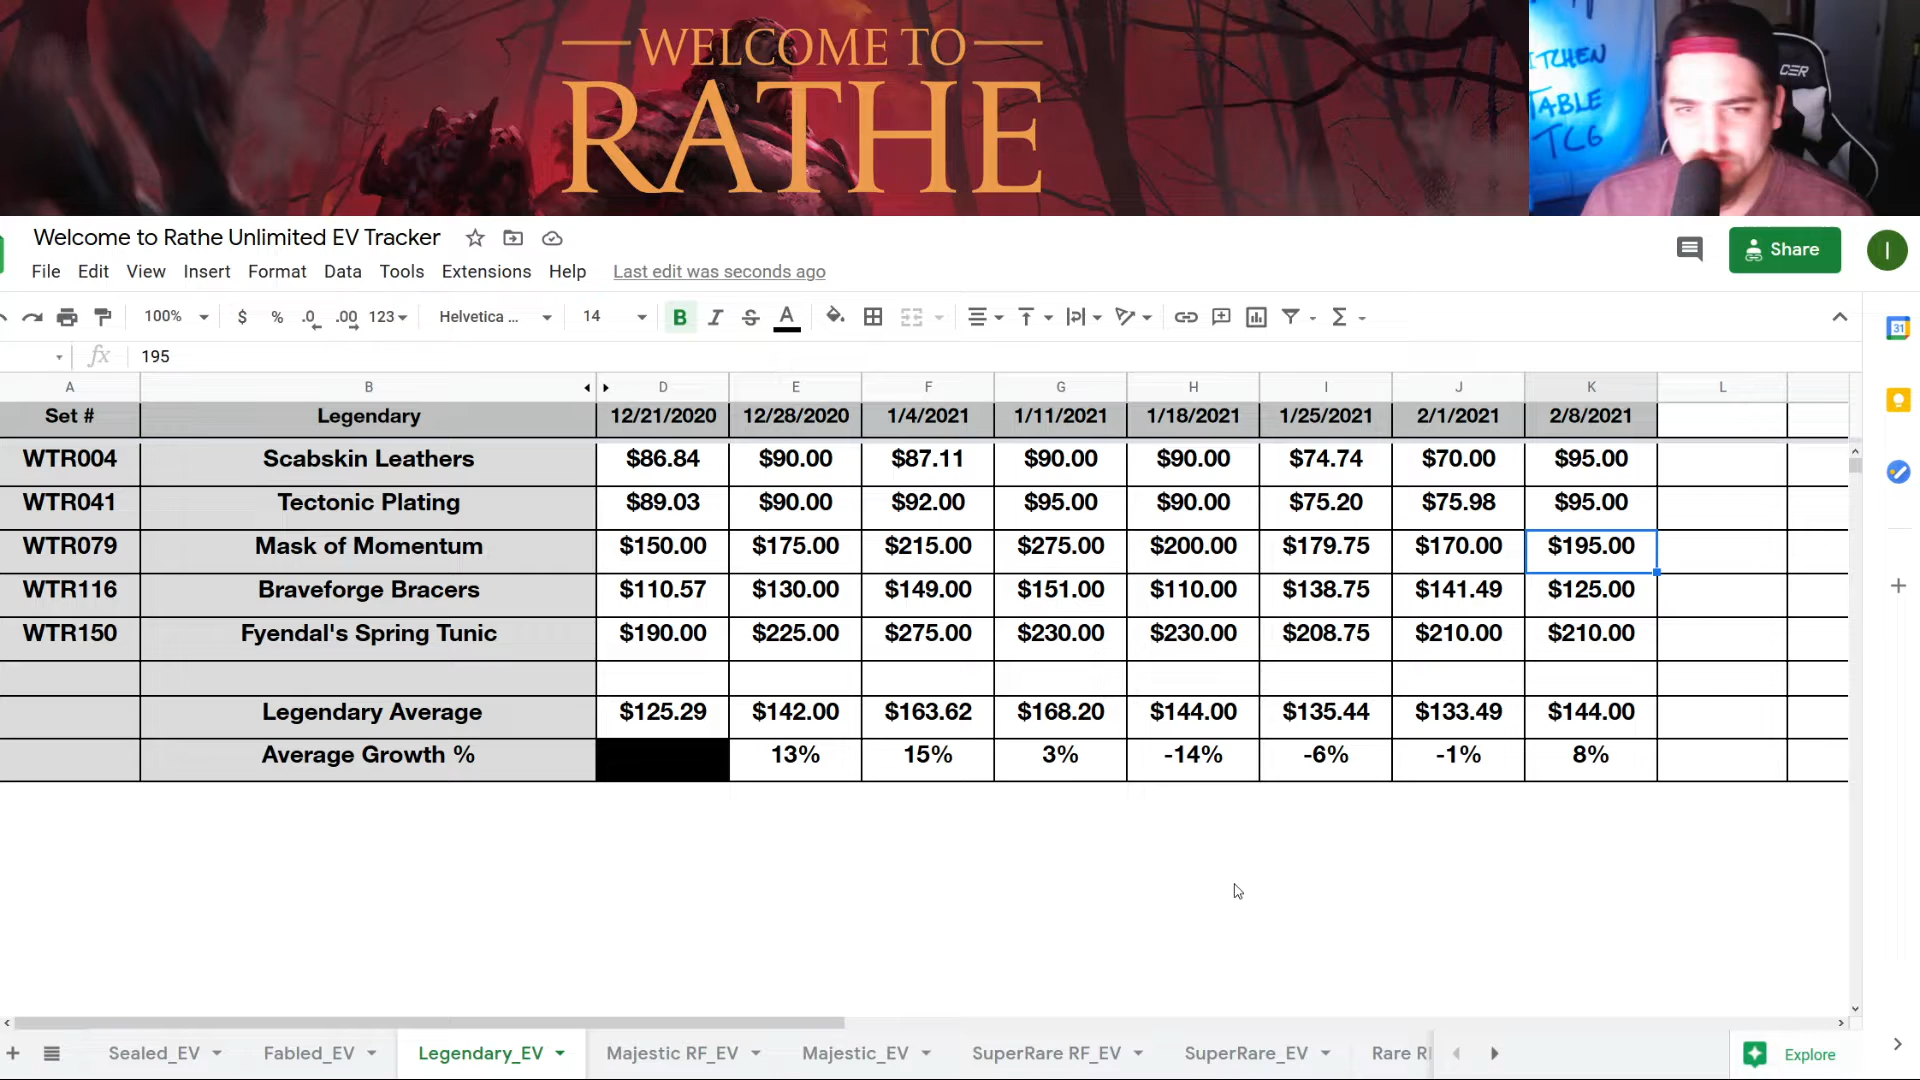 WELCOME TO
RATHE
KITCHEN
TABLE
TCG
CER
Welcome to Rathe Unlimited EV Tracker
File Edit View Insert Format Data Tools Extensions Help Last edit was seconds ago
Share
I
100% $ % .0 .00 123 Helvetica ... 14 B I S A Σ
31
fx 195
A B D E F G H I J K L
Set # Legendary 12/21/2020 12/28/2020 1/4/2021 1/11/2021 1/18/2021 1/25/2021 2/1/2021 2/8/2021
WTR004 Scabskin Leathers $86.84 $90.00 $87.11 $90.00 $90.00 $74.74 $70.00 $95.00
WTR041 Tectonic Plating $89.03 $90.00 $92.00 $95.00 $90.00 $75.20 $75.98 $95.00
WTR079 Mask of Momentum $150.00 $175.00 $215.00 $275.00 $200.00 $179.75 $170.00 $195.00
WTR116 Braveforge Bracers $110.57 $130.00 $149.00 $151.00 $110.00 $138.75 $141.49 $125.00
WTR150 Fyendal's Spring Tunic $190.00 $225.00 $275.00 $230.00 $230.00 $208.75 $210.00 $210.00
Legendary Average $125.29 $142.00 $163.62 $168.20 $144.00 $135.44 $133.49 $144.00
Average Growth % 13% 15% 3% -14% -6% -1% 8%
Sealed_EV Fabled_EV Legendary_EV Majestic RF_EV Majestic_EV SuperRare RF_EV SuperRare_EV Rare R
Explore